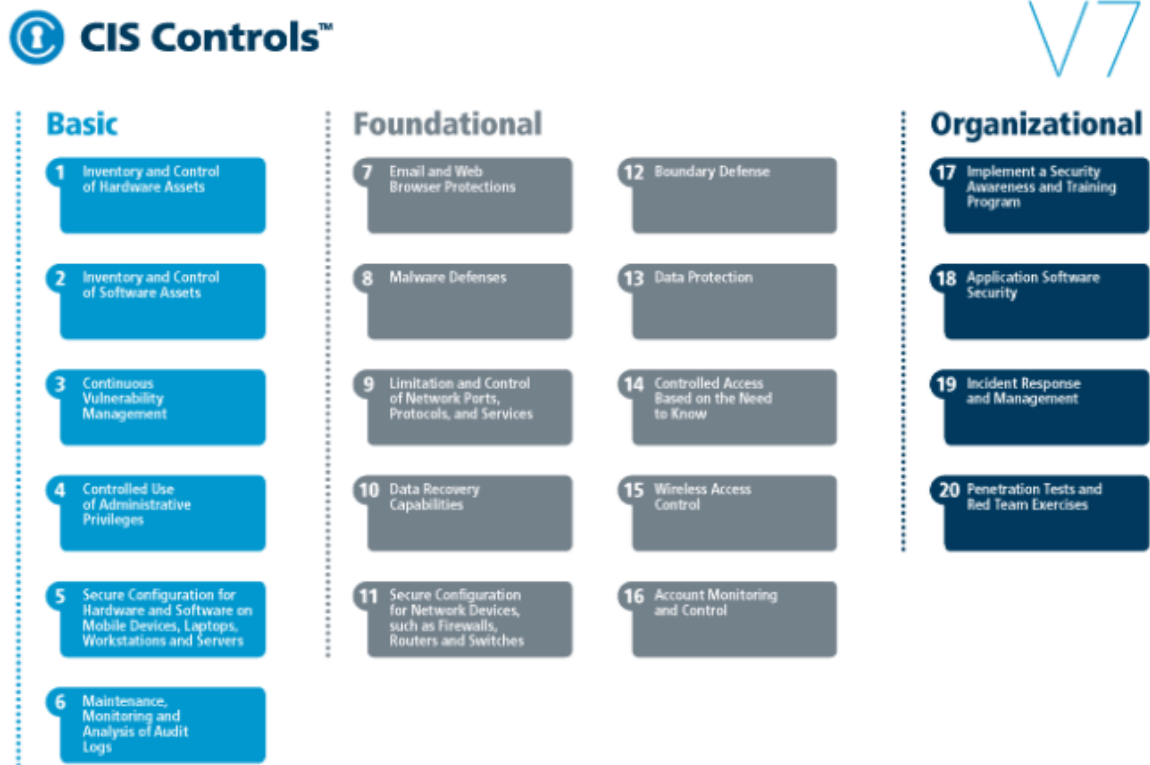 CIS Controls™
V7
Basic
1 Inventory and Control
of Hardware Assets
2 Inventory and Control
of Software Assets
3 Continuous
Vulnerability
Management
4 Controlled Use
of Administrative
Privileges
5 Secure Configuration for
Hardware and Software on
Mobile Devices, Laptops,
Workstations and Servers
6 Maintenance,
Monitoring and
Analysis of Audit
Logs
Foundational
7 Email and Web
Browser Protections
8 Malware Defenses
9 Limitation and Control
of Network Ports,
Protocols, and Services
10 Data Recovery
Capabilities
11 Secure Configuration
for Network Devices,
such as Firewalls,
Routers and Switches
12 Boundary Defense
13 Data Protection
14 Controlled Access
Based on the Need
to Know
15 Wireless Access
Control
16 Account Monitoring
and Control
Organizational
17 Implement a Security
Awareness and Training
Program
18 Application Software
Security
19 Incident Response
and Management
20 Penetration Tests and
Red Team Exercises